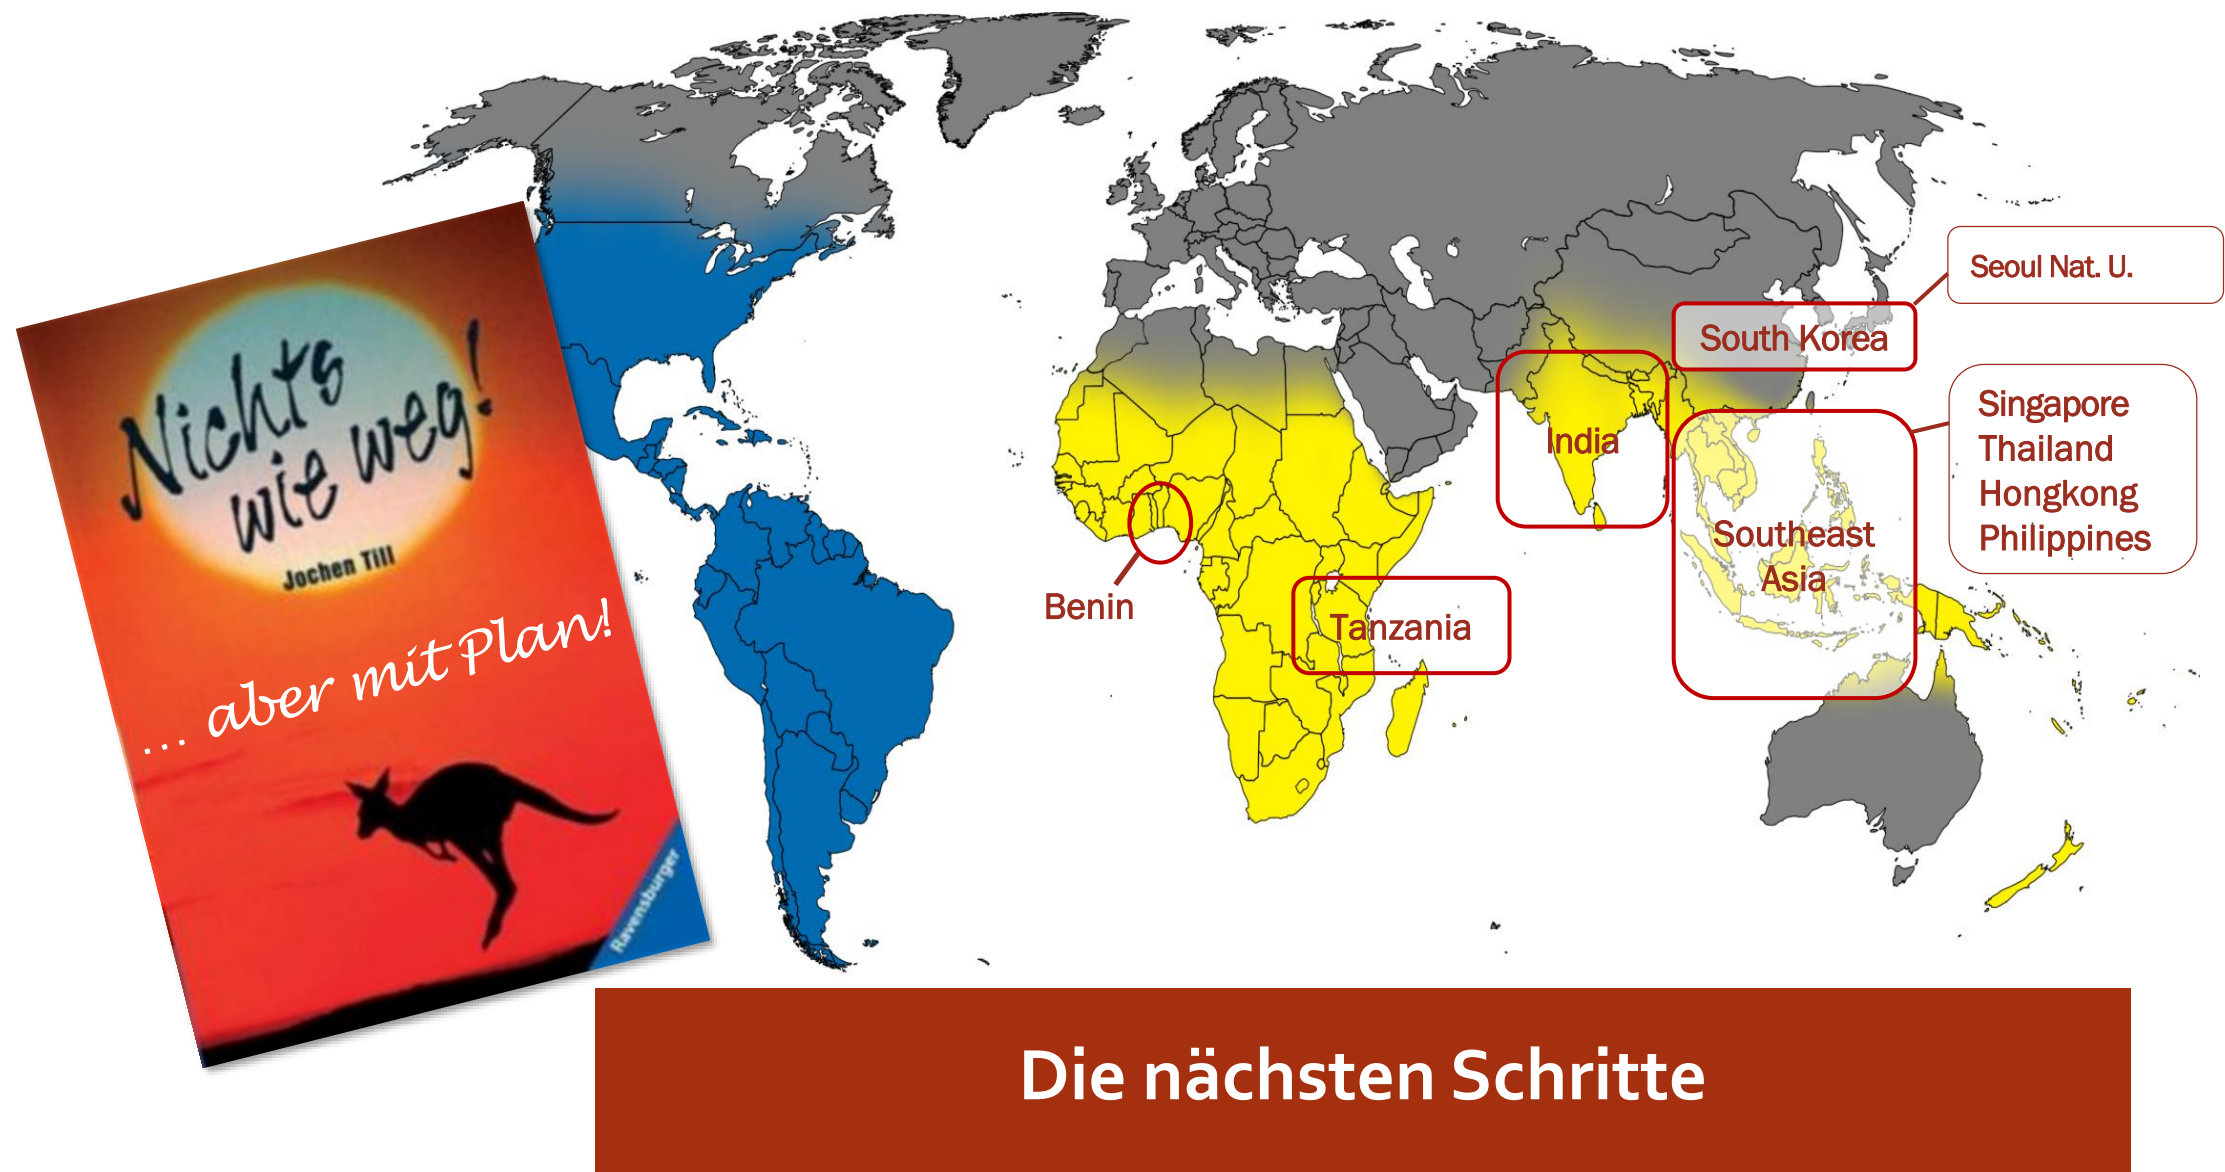 Nichts
wie weg!
Jochen Till
... aber mit Plan!
Ravensburger
Seoul Nat. U.
South Korea
India
Singapore
Thailand
Hongkong
Philippines
Southeast
Asia
Benin
Tanzania
Die nächsten Schritte